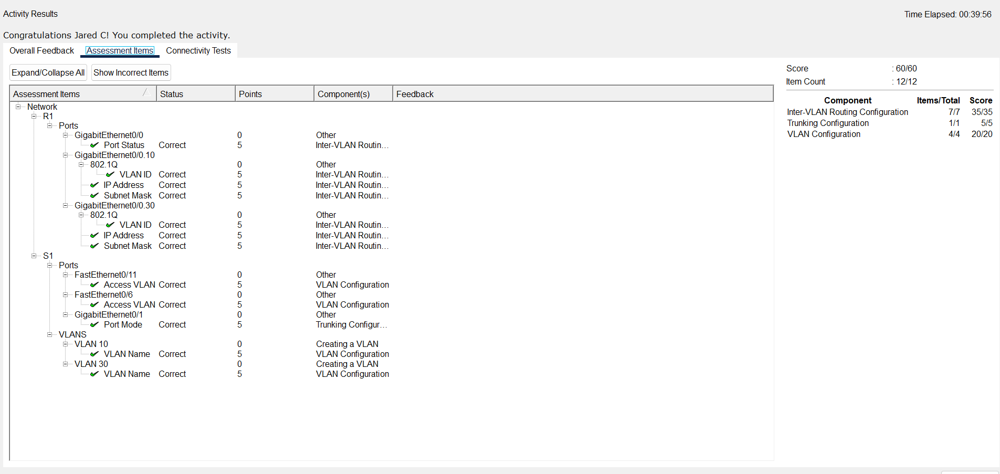 Activity Results
Time Elapsed: 00:39:56
Congratulations Jared C! You completed the activity.
Overall Feedback Assessment Items Connectivity Tests
Expand/Collapse All Show Incorrect Items
Assessment Items Status Points Component(s) Feedback
Network
R1
Ports
GigabitEthernet0/0 0 Other
Port Status Correct 5 Inter-VLAN Routin...
GigabitEthernet0/0.10
802.1Q 0 Other
VLAN ID Correct 5 Inter-VLAN Routin...
IP Address Correct 5 Inter-VLAN Routin...
Subnet Mask Correct 5 Inter-VLAN Routin...
GigabitEthernet0/0.30
802.1Q 0 Other
VLAN ID Correct 5 Inter-VLAN Routin...
IP Address Correct 5 Inter-VLAN Routin...
Subnet Mask Correct 5 Inter-VLAN Routin...
S1
Ports
FastEthernet0/11 0 Other
Access VLAN Correct 5 VLAN Configuration
FastEthernet0/6 0 Other
Access VLAN Correct 5 VLAN Configuration
GigabitEthernet0/1 0 Other
Port Mode Correct 5 Trunking Configur...
VLANS
VLAN 10 0 Creating a VLAN
VLAN Name Correct 5 VLAN Configuration
VLAN 30 0 Creating a VLAN
VLAN Name Correct 5 VLAN Configuration
Score : 60/60
Item Count : 12/12
Component Items/Total Score
Inter-VLAN Routing Configuration 7/7 35/35
Trunking Configuration 1/1 5/5
VLAN Configuration 4/4 20/20